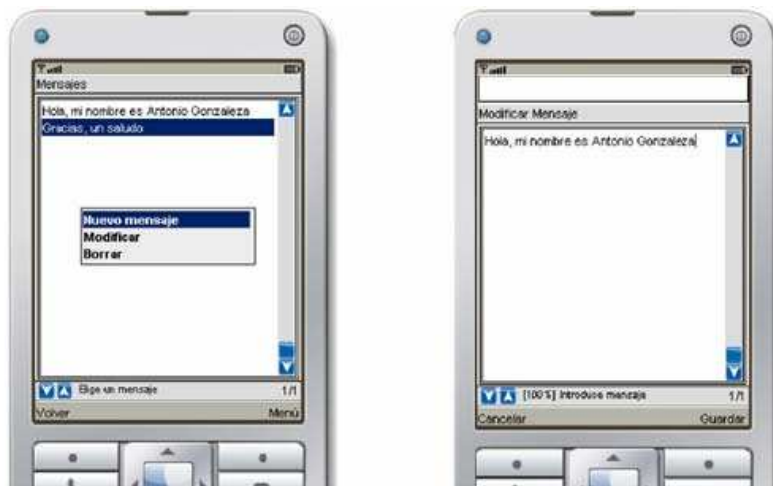 Mensajes
Hola, mi nombre es Antonio Gonzaleza
Gracias, un saludo
Nuevo mensaje
Modificar
Borrar
Elige un mensaje 1/1
Volver Menú
Modificar Mensaje
Hola, mi nombre es Antonio Gonzaleza
[100%] Introduce mensaje 1/1
Cancelar Guardar